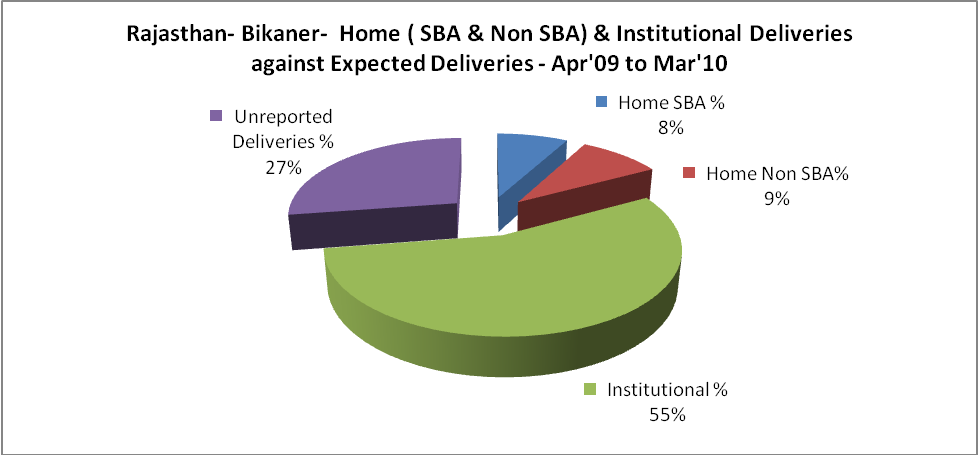 Rajasthan- Bikaner-  Home ( SBA & Non SBA) & Institutional Deliveries
against Expected Deliveries - Apr'09 to Mar'10
Unreported
Deliveries %
27%
Home SBA %
8%
Home Non SBA%
9%
Institutional %
55%